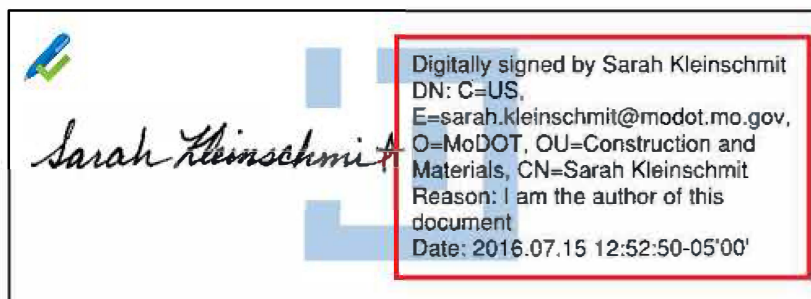 Sarah Kleinschmit
Digitally signed by Sarah Kleinschmit
DN: C=US,
E=sarah.kleinschmit@modot.mo.gov,
O=MoDOT, OU=Construction and
Materials, CN=Sarah Kleinschmit
Reason: I am the author of this
document
Date: 2016.07.15 12:52:50-05'00'